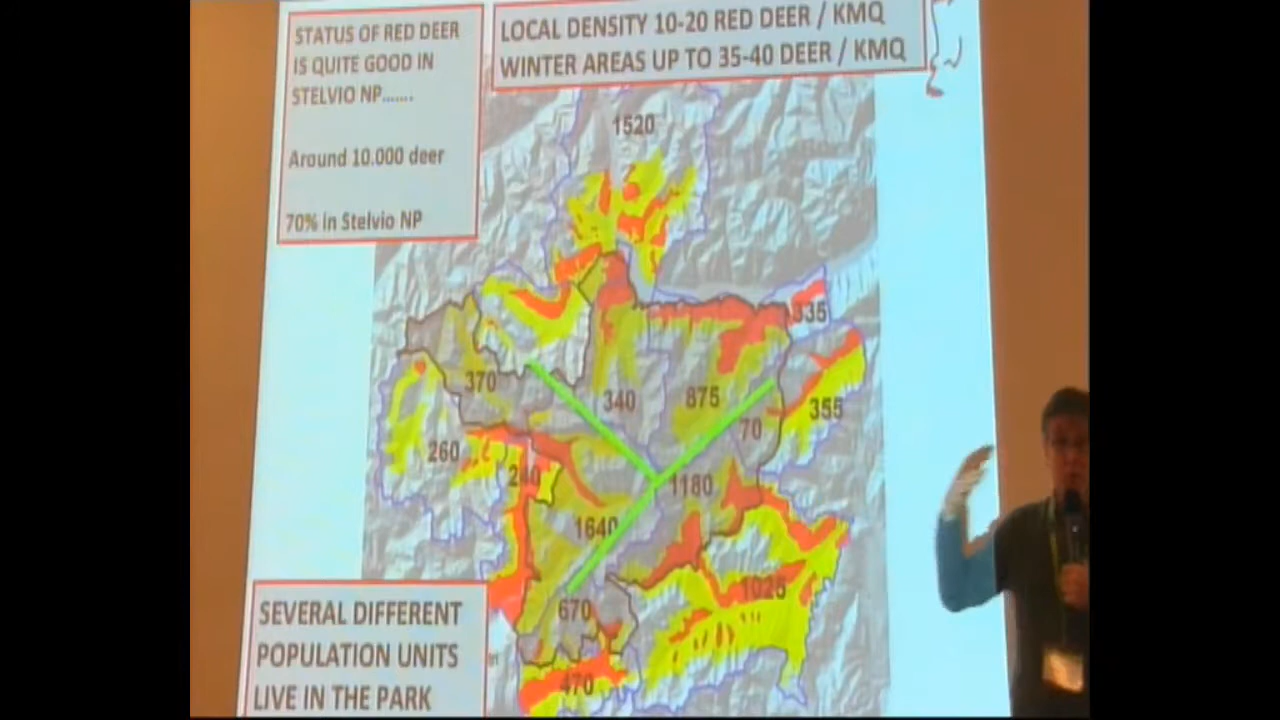 STATUS OF RED DEER
IS QUITE GOOD IN
STELVIO NP.......
Around 10.000 deer
70% in Stelvio NP
LOCAL DENSITY 10-20 RED DEER / KMQ
WINTER AREAS UP TO 35-40 DEER / KMQ
1520
335
370
340
875
355
70
260
240
1180
1640
1025
670
470
SEVERAL DIFFERENT
POPULATION UNITS
LIVE IN THE PARK